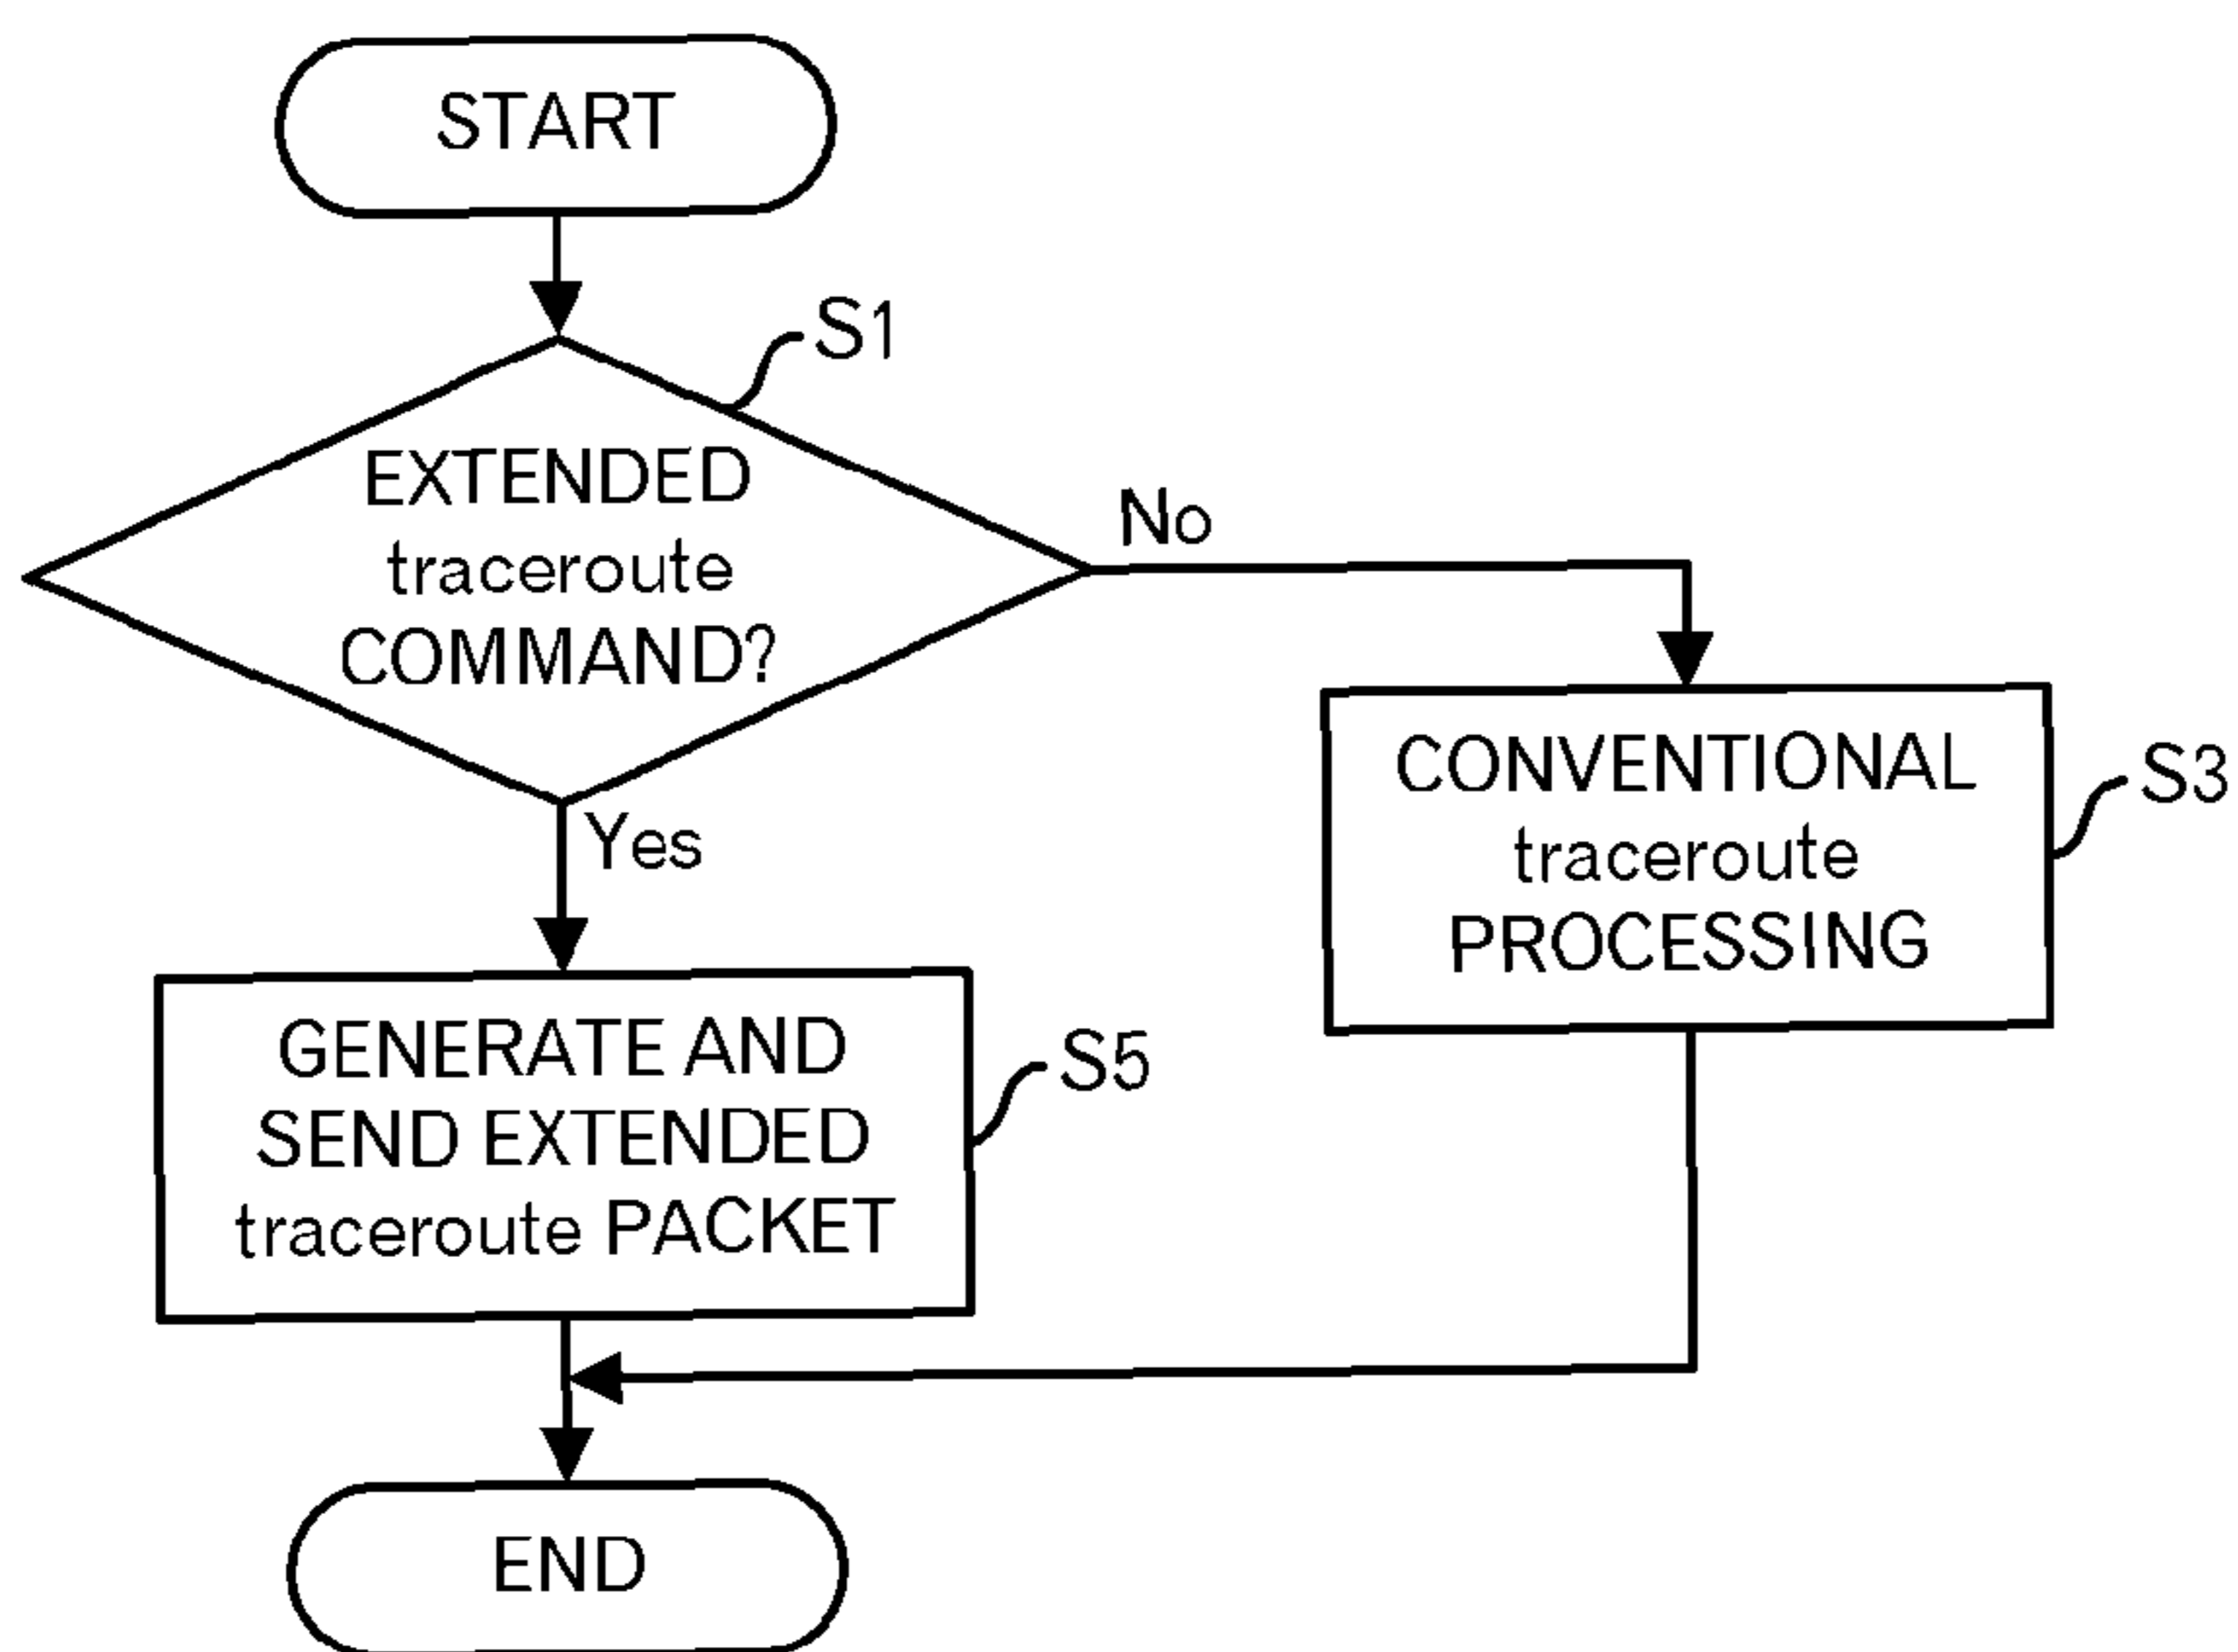 START
S1
EXTENDED
traceroute
COMMAND?
No
Yes
CONVENTIONAL
traceroute
PROCESSING
S3
GENERATE AND
SEND EXTENDED
traceroute PACKET
S5
END